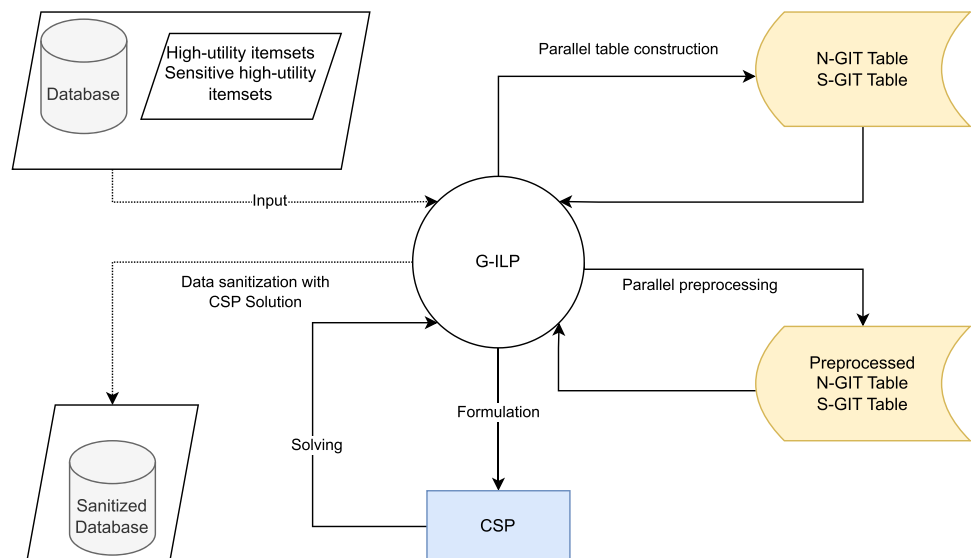 High-utility itemsets
Sensitive high-utility
itemsets
Database
Parallel table construction
N-GIT Table
S-GIT Table
Input
G-ILP
Data sanitization with
CSP Solution
Parallel preprocessing
Preprocessed
N-GIT Table
S-GIT Table
Formulation
Solving
Sanitized
Database
CSP